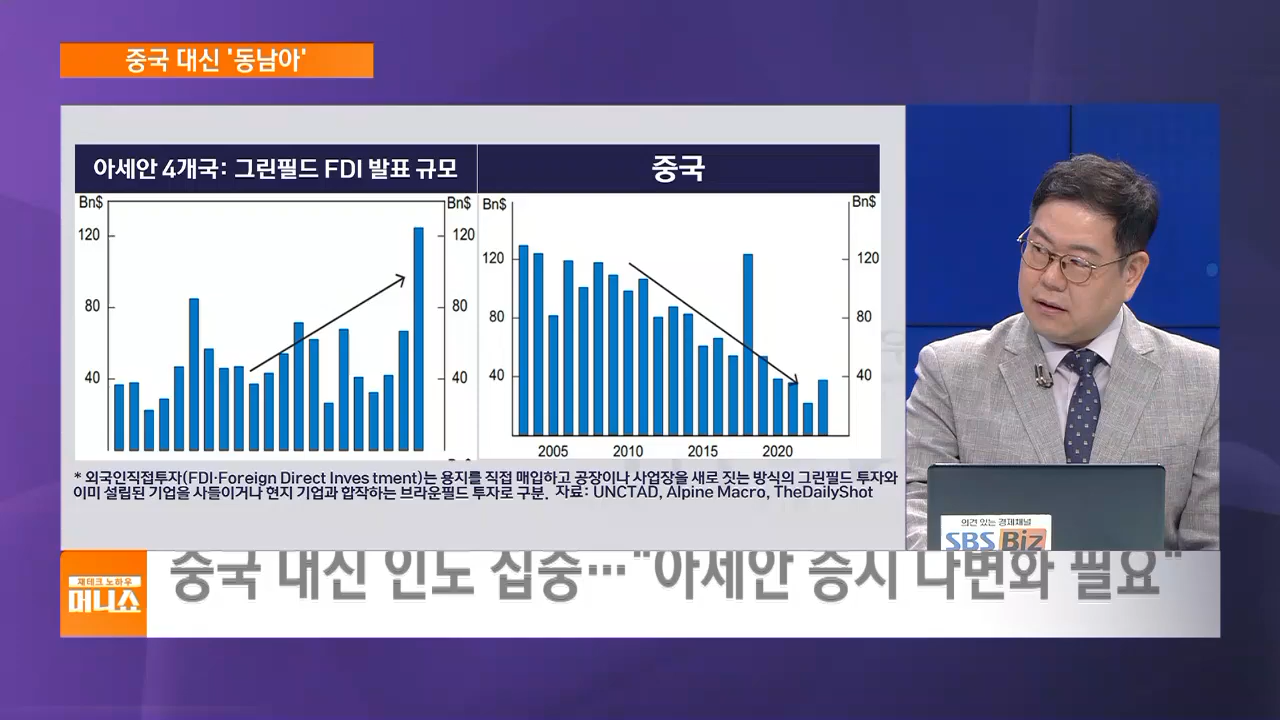 중국 대신 '동남아'
아세안 4개국: 그린필드 FDI 발표 규모
중국
Bn$
Bn$
120
120
80
80
40
40
Bn$
Bn$
120
120
80
80
40
40
2005
2010
2015
2020
* 외국인직접투자(FDI·Foreign Direct Inves tment)는 용지를 직접 매입하고 공장이나 사업장을 새로 짓는 방식의 그린필드 투자와
이미 설립된 기업을 사들이거나 현지 기업과 합작하는 브라운필드 투자로 구분. 자료: UNCTAD, Alpine Macro, TheDailyShot
의견 있는 경제채널
SBS Biz
재테크 노하우
머니쇼
중국 대신 인도 집중…"아세안 증시 다변화 필요"